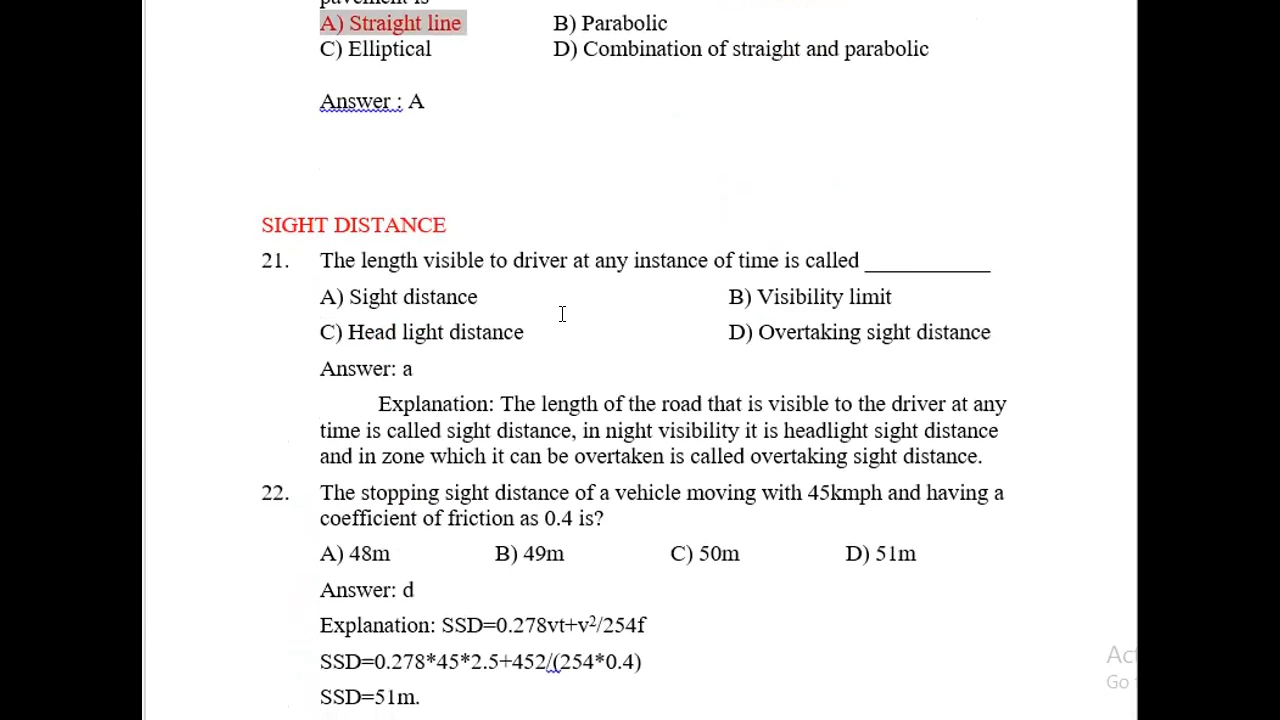 pavement is
A) Straight line B) Parabolic
C) Elliptical D) Combination of straight and parabolic
Answer : A
SIGHT DISTANCE
21. The length visible to driver at any instance of time is called ___________
A) Sight distance B) Visibility limit
C) Head light distance D) Overtaking sight distance
Answer: a
Explanation: The length of the road that is visible to the driver at any
time is called sight distance, in night visibility it is headlight sight distance
and in zone which it can be overtaken is called overtaking sight distance.
22. The stopping sight distance of a vehicle moving with 45kmph and having a
coefficient of friction as 0.4 is?
A) 48m B) 49m C) 50m D) 51m
Answer: d
Explanation: SSD=0.278vt+v²/254f
SSD=0.278*45*2.5+452/(254*0.4)
SSD=51m.
Act
Go